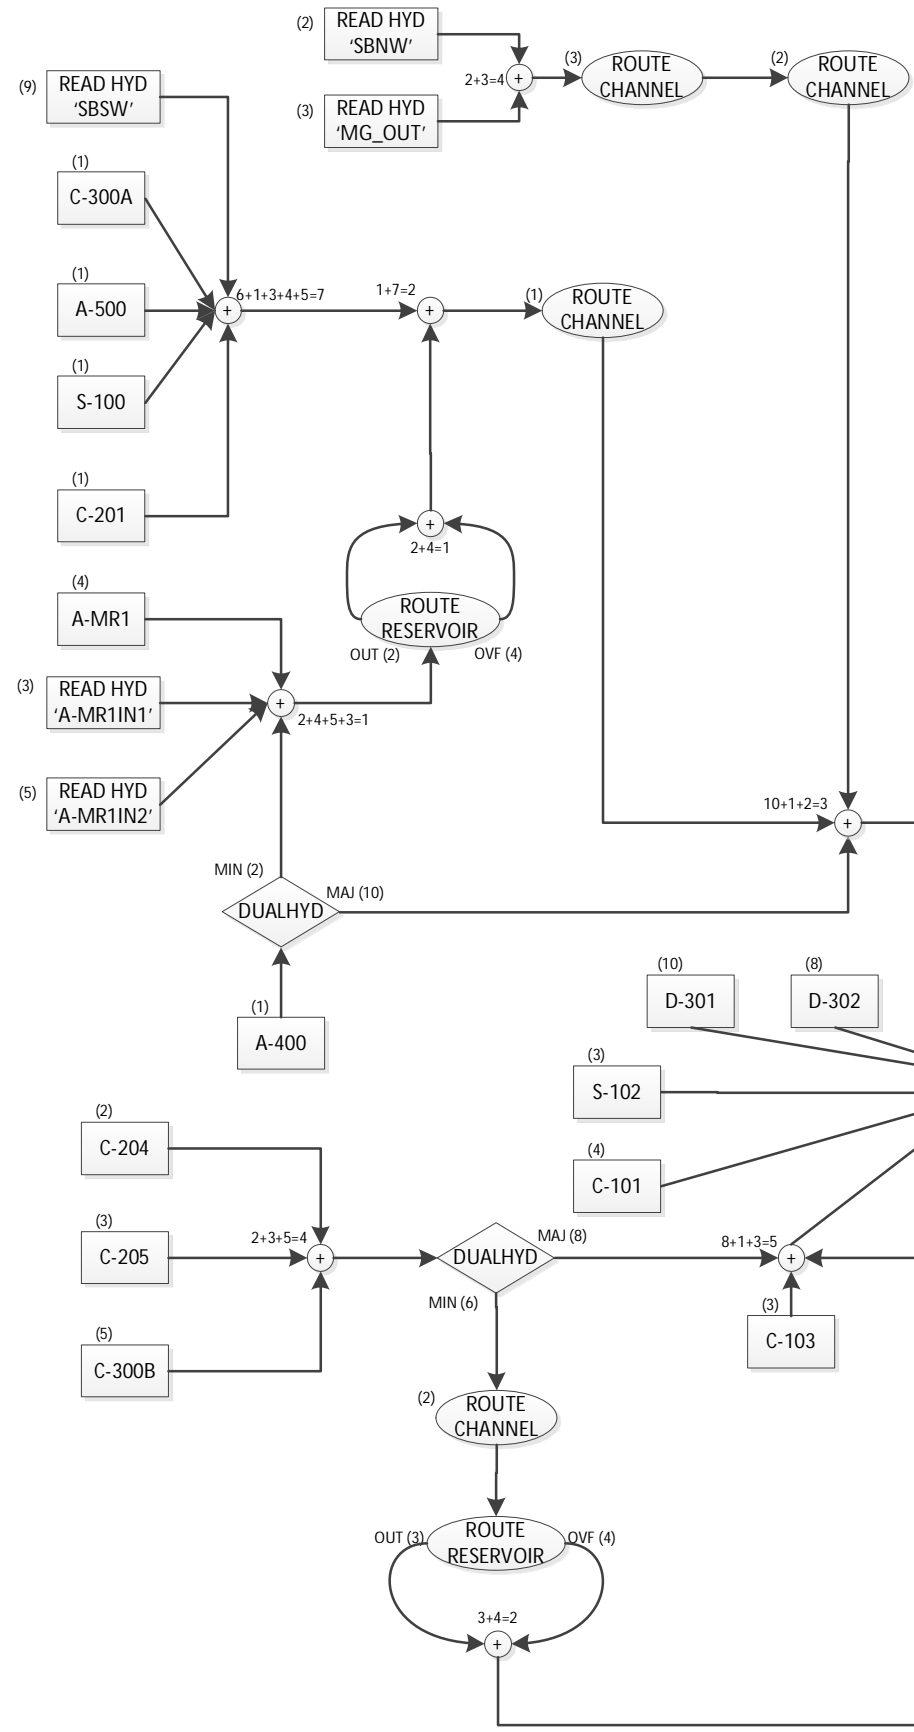 (2)
READ HYD
‘SBNW’
2+3=4
(3)
ROUTE
CHANNEL
(2)
ROUTE
CHANNEL
(3)
READ HYD
‘MG_OUT’
(9)
READ HYD
‘SBSW’
(1)
C-300A
(1)
A-500
6+1+3+4+5=7
1+7=2
(1)
ROUTE
CHANNEL
(1)
S-100
(1)
C-201
2+4=1
(4)
A-MR1
ROUTE
RESERVOIR
OUT (2)
OVF (4)
(3)
READ HYD
‘A-MR1IN1’
2+4+5+3=1
(5)
READ HYD
‘A-MR1IN2’
10+1+2=3
MIN (2)
MAJ (10)
DUALHYD
(1)
A-400
(10)
D-301
(8)
D-302
(3)
S-102
(4)
C-101
(2)
C-204
(3)
C-205
2+3+5=4
DUALHYD
MAJ (8)
MIN (6)
8+1+3=5
(3)
C-103
(5)
C-300B
(2)
ROUTE
CHANNEL
OUT (3)
ROUTE
RESERVOIR
OVF (4)
3+4=2
+
+
+
+
+
+
+
+
+